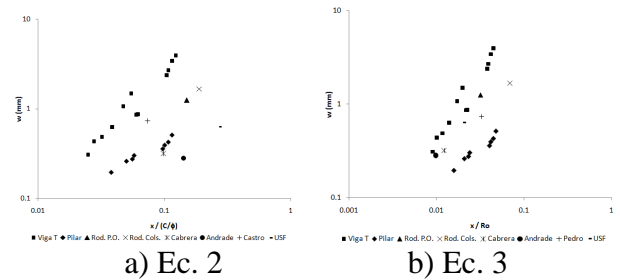 10
1
0.1
w (mm)
0.01
0.1
1
x / (C/ϕ)
Viga T Pilar Rod. P.O. Rod. Cols. Cabrera Andrade Castro USF
a) Ec. 2
10
1
0.1
w (mm)
0.001
0.01
0.1
1
x / Ro
Viga T Pilar Rod. P.O. Rod. Cols. Cabrera Andrade Pedro USF
b) Ec. 3